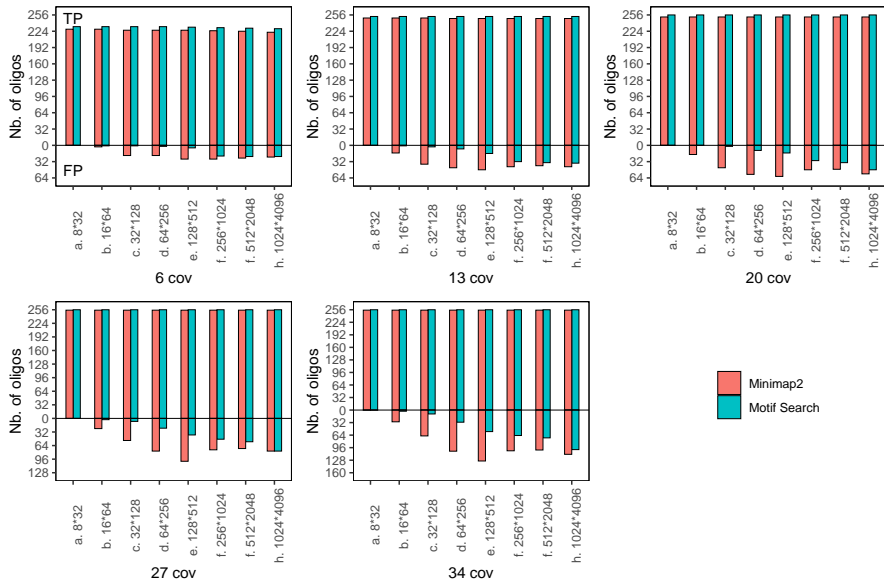 Nb. of oligos
TP
256
224
192
160
128
96
64
32
0
32
64
FP
a. 8*32
b. 16*64
c. 32*128
d. 64*256
e. 128*512
f. 256*1024
f. 512*2048
h. 1024*4096
6 cov
Nb. of oligos
256
224
192
160
128
96
64
32
0
32
64
a. 8*32
b. 16*64
c. 32*128
d. 64*256
e. 128*512
f. 256*1024
f. 512*2048
h. 1024*4096
13 cov
Nb. of oligos
256
224
192
160
128
96
64
32
0
32
64
a. 8*32
b. 16*64
c. 32*128
d. 64*256
e. 128*512
f. 256*1024
f. 512*2048
h. 1024*4096
20 cov
Nb. of oligos
256
224
192
160
128
96
64
32
0
32
64
96
128
a. 8*32
b. 16*64
c. 32*128
d. 64*256
e. 128*512
f. 256*1024
f. 512*2048
h. 1024*4096
27 cov
Nb. of oligos
256
224
192
160
128
96
64
32
0
32
64
96
128
160
a. 8*32
b. 16*64
c. 32*128
d. 64*256
e. 128*512
f. 256*1024
f. 512*2048
h. 1024*4096
34 cov
Minimap2
Motif Search